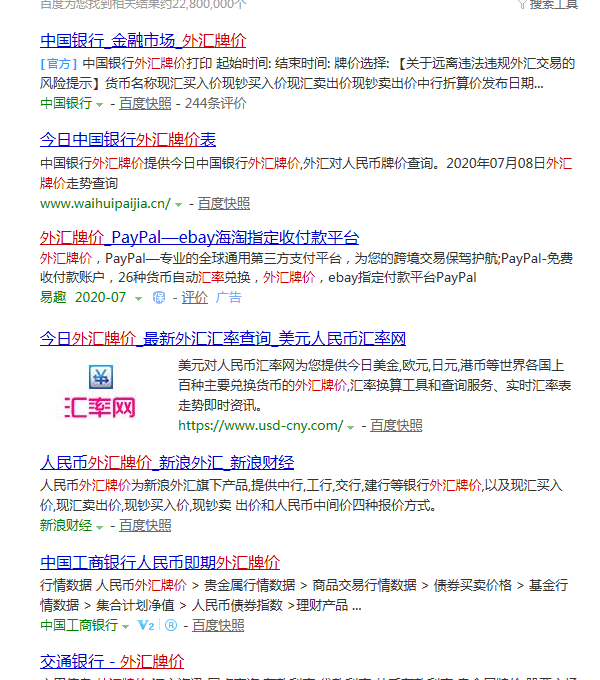 百度为您找到相关结果约22,800,000个 搜索工具
中国银行_金融市场_外汇牌价
[官方] 中国银行外汇牌价打印 起始时间: 结束时间: 牌价选择: 【关于远离违法违规外汇交易的
风险提示】货币名称现汇买入价现钞买入价现汇卖出价现钞卖出价中行折算价发布日期...
中国银行 - 百度快照 - 244条评价
今日中国银行外汇牌价表
中国银行外汇牌价提供今日中国银行外汇牌价,外汇对人民币牌价查询。2020年07月08日外汇
牌价走势查询
www.waihuipaijia.cn/ - 百度快照
外汇牌价_PayPal—ebay海淘指定收付款平台
外汇牌价，PayPal—专业的全球通用第三方支付平台，为您的跨境交易保驾护航;PayPal-免费
收付款账户，26种货币自动汇率兑换，外汇牌价，ebay指定付款平台PayPal
易趣 2020-07 保 - 评价 广告
今日外汇牌价_最新外汇汇率查询_美元人民币汇率网
美元对人民币汇率网为您提供今日美金,欧元,日元,港币等世界各国上
百种主要兑换货币的外汇牌价,汇率换算工具和查询服务、实时汇率表
走势即时资讯。
汇率网
https://www.usd-cny.com/ - 百度快照
人民币外汇牌价_新浪外汇_新浪财经
人民币外汇牌价为新浪外汇旗下产品,提供中行,工行,交行,建行等银行外汇牌价,以及现汇买入
价,现汇卖出价,现钞买入价,现钞卖 出价和人民币中间价四种报价方式。
新浪财经 - 百度快照
中国工商银行人民币即期外汇牌价
行情数据 人民币外汇牌价 > 贵金属行情数据 > 商品交易行情数据 > 债券买卖价格 > 基金行
情数据 > 集合计划净值 > 人民币债券指数 >理财产品 ...
中国工商银行 V2 ® - 百度快照
交通银行 - 外汇牌价